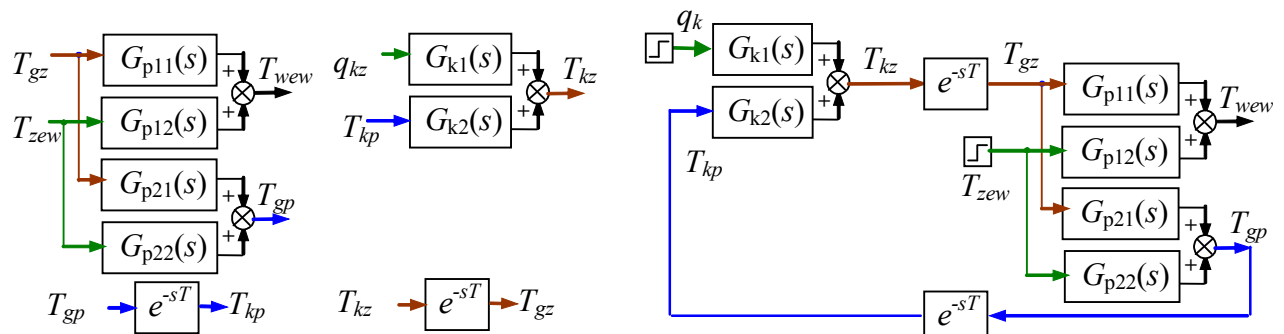 T_gz
G_p11(s)
+
T_wew
+
T_zew
G_p12(s)
G_p21(s)
+
T_gp
+
G_p22(s)
T_gp
e^-sT
T_kp
q_kz
G_k1(s)
+
T_kz
+
T_kp
G_k2(s)
T_kz
e^-sT
T_gz
q_k
G_k1(s)
+
T_kz
e^-sT
T_gz
+
G_k2(s)
T_kp
G_p11(s)
+
T_wew
+
G_p12(s)
T_zew
G_p21(s)
+
T_gp
+
G_p22(s)
e^-sT